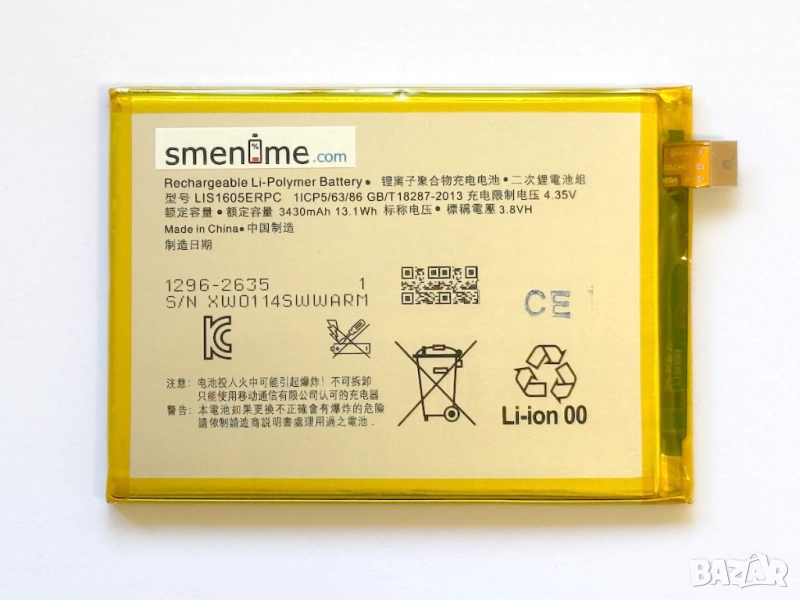 smenime.com
Rechargeable Li-Polymer Battery • 锂离子聚合物充电电池 • 二次鋰電池組
型号 LIS1605ERPC 1ICP5/63/86 GB/T18287-2013 充电限制电压 4.35V
额定容量 • 額定容量 3430mAh 13.1Wh 标称电压 • 標稱電壓 3.8VH
Made in China • 中国制造
制造日期
1296-2635 1
S/N XW0114SWWARM
CE
注意：电池投入火中可能引起爆炸！不可拆卸
只能使用移动通信有限公司认可的充电器
警告：本電池如果更换不正確會有爆炸的危險
請依制造商說明書處理用過之電池.
Li-ion 00
BAZAR